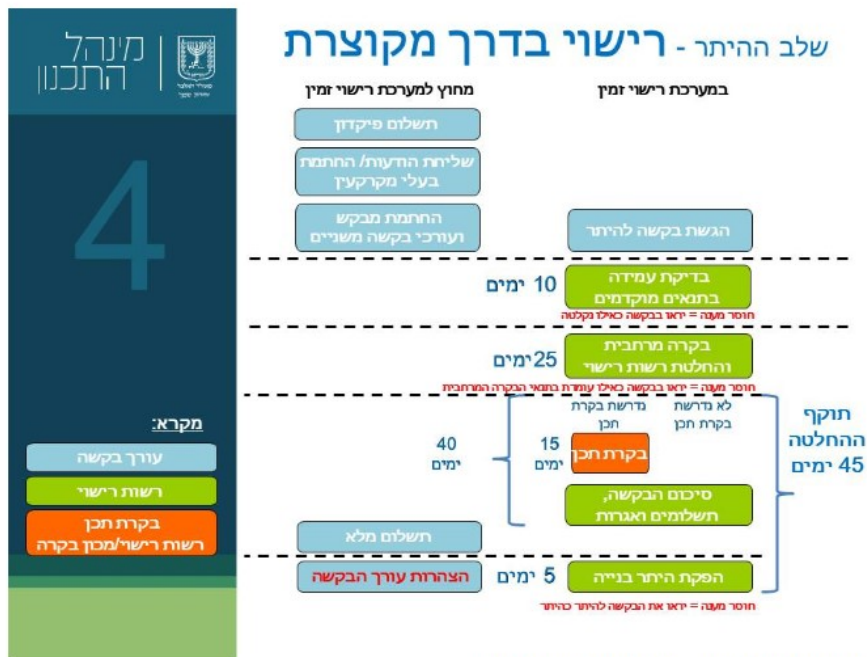 שלב ההיתר - רישוי בדרך מקוצרת
מינהל
התכנון
4
במערכת רישוי זמין
מחוץ למערכת רישוי זמין
תשלום פיקדון
שליחת הודעות/ החתמת
בעלי מקרקעין
הגשת בקשה להיתר
החתמת מבקש
ועורכי בקשה משניים
בדיקת עמידה
בתנאים מוקדמים
10 ימים
חוסר מענה = יראו בבקשה כאילו נקלטה
בקרה מרחבית
והחלטת רשות רישוי
25 ימים
חוסר מענה = יראו בבקשה כאילו עומדת בתנאי הבקרה המרחבית
תוקף
ההחלטה
45 ימים
לא נדרשת
בקרת תכן
נדרשת בקרת
תכן
בקרת תכן
15
ימים
40
ימים
סיכום הבקשה,
תשלומים ואגרות
תשלום מלא
הפקת היתר בנייה
5 ימים
הצהרות עורך הבקשה
חוסר מענה = יראו את הבקשה להיתר כהיתר
מקרא:
עורך בקשה
רשות רישוי
בקרת תכן
רשות רישוי/מכון בקרה